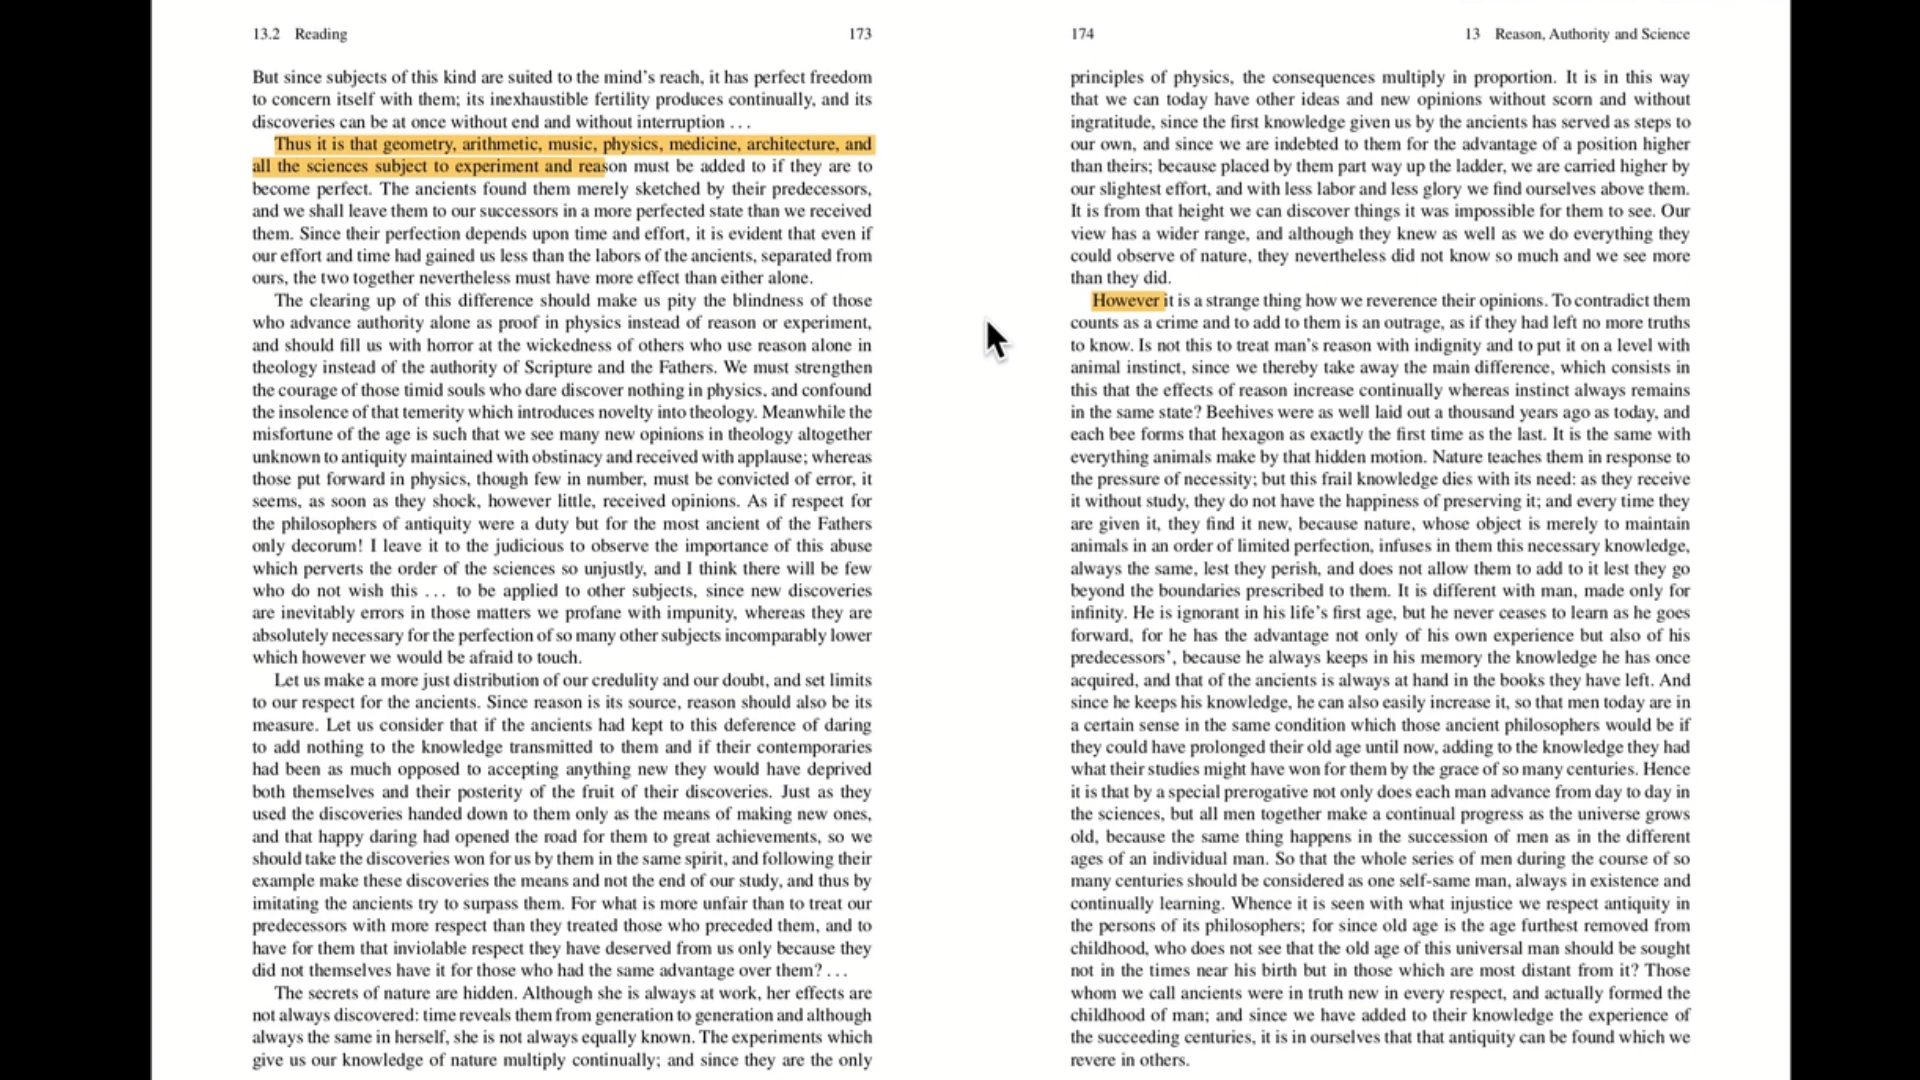 13.2 Reading 173
But since subjects of this kind are suited to the mind's reach, it has perfect freedom
to concern itself with them; its inexhaustible fertility produces continually, and its
discoveries can be at once without end and without interruption ...
Thus it is that geometry, arithmetic, music, physics, medicine, architecture, and
all the sciences subject to experiment and reason must be added to if they are to
become perfect. The ancients found them merely sketched by their predecessors,
and we shall leave them to our successors in a more perfected state than we received
them. Since their perfection depends upon time and effort, it is evident that even if
our effort and time had gained us less than the labors of the ancients, separated from
ours, the two together nevertheless must have more effect than either alone.
The clearing up of this difference should make us pity the blindness of those
who advance authority alone as proof in physics instead of reason or experiment,
and should fill us with horror at the wickedness of others who use reason alone in
theology instead of the authority of Scripture and the Fathers. We must strengthen
the courage of those timid souls who dare discover nothing in physics, and confound
the insolence of that temerity which introduces novelty into theology. Meanwhile the
misfortune of the age is such that we see many new opinions in theology altogether
unknown to antiquity maintained with obstinacy and received with applause; whereas
those put forward in physics, though few in number, must be convicted of error, it
seems, as soon as they shock, however little, received opinions. As if respect for
the philosophers of antiquity were a duty but for the most ancient of the Fathers
only decorum! I leave it to the judicious to observe the importance of this abuse
which perverts the order of the sciences so unjustly, and I think there will be few
who do not wish this ... to be applied to other subjects, since new discoveries
are inevitably errors in those matters we profane with impunity, whereas they are
absolutely necessary for the perfection of so many other subjects incomparably lower
which however we would be afraid to touch.
Let us make a more just distribution of our credulity and our doubt, and set limits
to our respect for the ancients. Since reason is its source, reason should also be its
measure. Let us consider that if the ancients had kept to this deference of daring
to add nothing to the knowledge transmitted to them and if their contemporaries
had been as much opposed to accepting anything new they would have deprived
both themselves and their posterity of the fruit of their discoveries. Just as they
used the discoveries handed down to them only as the means of making new ones,
and that happy daring had opened the road for them to great achievements, so we
should take the discoveries won for us by them in the same spirit, and following their
example make these discoveries the means and not the end of our study, and thus by
imitating the ancients try to surpass them. For what is more unfair than to treat our
predecessors with more respect than they treated those who preceded them, and to
have for them that inviolable respect they have deserved from us only because they
did not themselves have it for those who had the same advantage over them? ...
The secrets of nature are hidden. Although she is always at work, her effects are
not always discovered: time reveals them from generation to generation and although
always the same in herself, she is not always equally known. The experiments which
give us our knowledge of nature multiply continually; and since they are the only
174 13 Reason, Authority and Science
principles of physics, the consequences multiply in proportion. It is in this way
that we can today have other ideas and new opinions without scorn and without
ingratitude, since the first knowledge given us by the ancients has served as steps to
our own, and since we are indebted to them for the advantage of a position higher
than theirs; because placed by them part way up the ladder, we are carried higher by
our slightest effort, and with less labor and less glory we find ourselves above them.
It is from that height we can discover things it was impossible for them to see. Our
view has a wider range, and although they knew as well as we do everything they
could observe of nature, they nevertheless did not know so much and we see more
than they did.
However it is a strange thing how we reverence their opinions. To contradict them
counts as a crime and to add to them is an outrage, as if they had left no more truths
to know. Is not this to treat man's reason with indignity and to put it on a level with
animal instinct, since we thereby take away the main difference, which consists in
this that the effects of reason increase continually whereas instinct always remains
in the same state? Beehives were as well laid out a thousand years ago as today, and
each bee forms that hexagon as exactly the first time as the last. It is the same with
everything animals make by that hidden motion. Nature teaches them in response to
the pressure of necessity; but this frail knowledge dies with its need: as they receive
it without study, they do not have the happiness of preserving it; and every time they
are given it, they find it new, because nature, whose object is merely to maintain
animals in an order of limited perfection, infuses in them this necessary knowledge,
always the same, lest they perish, and does not allow them to add to it lest they go
beyond the boundaries prescribed to them. It is different with man, made only for
infinity. He is ignorant in his life's first age, but he never ceases to learn as he goes
forward, for he has the advantage not only of his own experience but also of his
predecessors', because he always keeps in his memory the knowledge he has once
acquired, and that of the ancients is always at hand in the books they have left. And
since he keeps his knowledge, he can also easily increase it, so that men today are in
a certain sense in the same condition which those ancient philosophers would be if
they could have prolonged their old age until now, adding to the knowledge they had
what their studies might have won for them by the grace of so many centuries. Hence
it is that by a special prerogative not only does each man advance from day to day in
the sciences, but all men together make a continual progress as the universe grows
old, because the same thing happens in the succession of men as in the different
ages of an individual man. So that the whole series of men during the course of so
many centuries should be considered as one self-same man, always in existence and
continually learning. Whence it is seen with what injustice we respect antiquity in
the persons of its philosophers; for since old age is the age furthest removed from
childhood, who does not see that the old age of this universal man should be sought
not in the times near his birth but in those which are most distant from it? Those
whom we call ancients were in truth new in every respect, and actually formed the
childhood of man; and since we have added to their knowledge the experience of
the succeeding centuries, it is in ourselves that that antiquity can be found which we
revere in others.